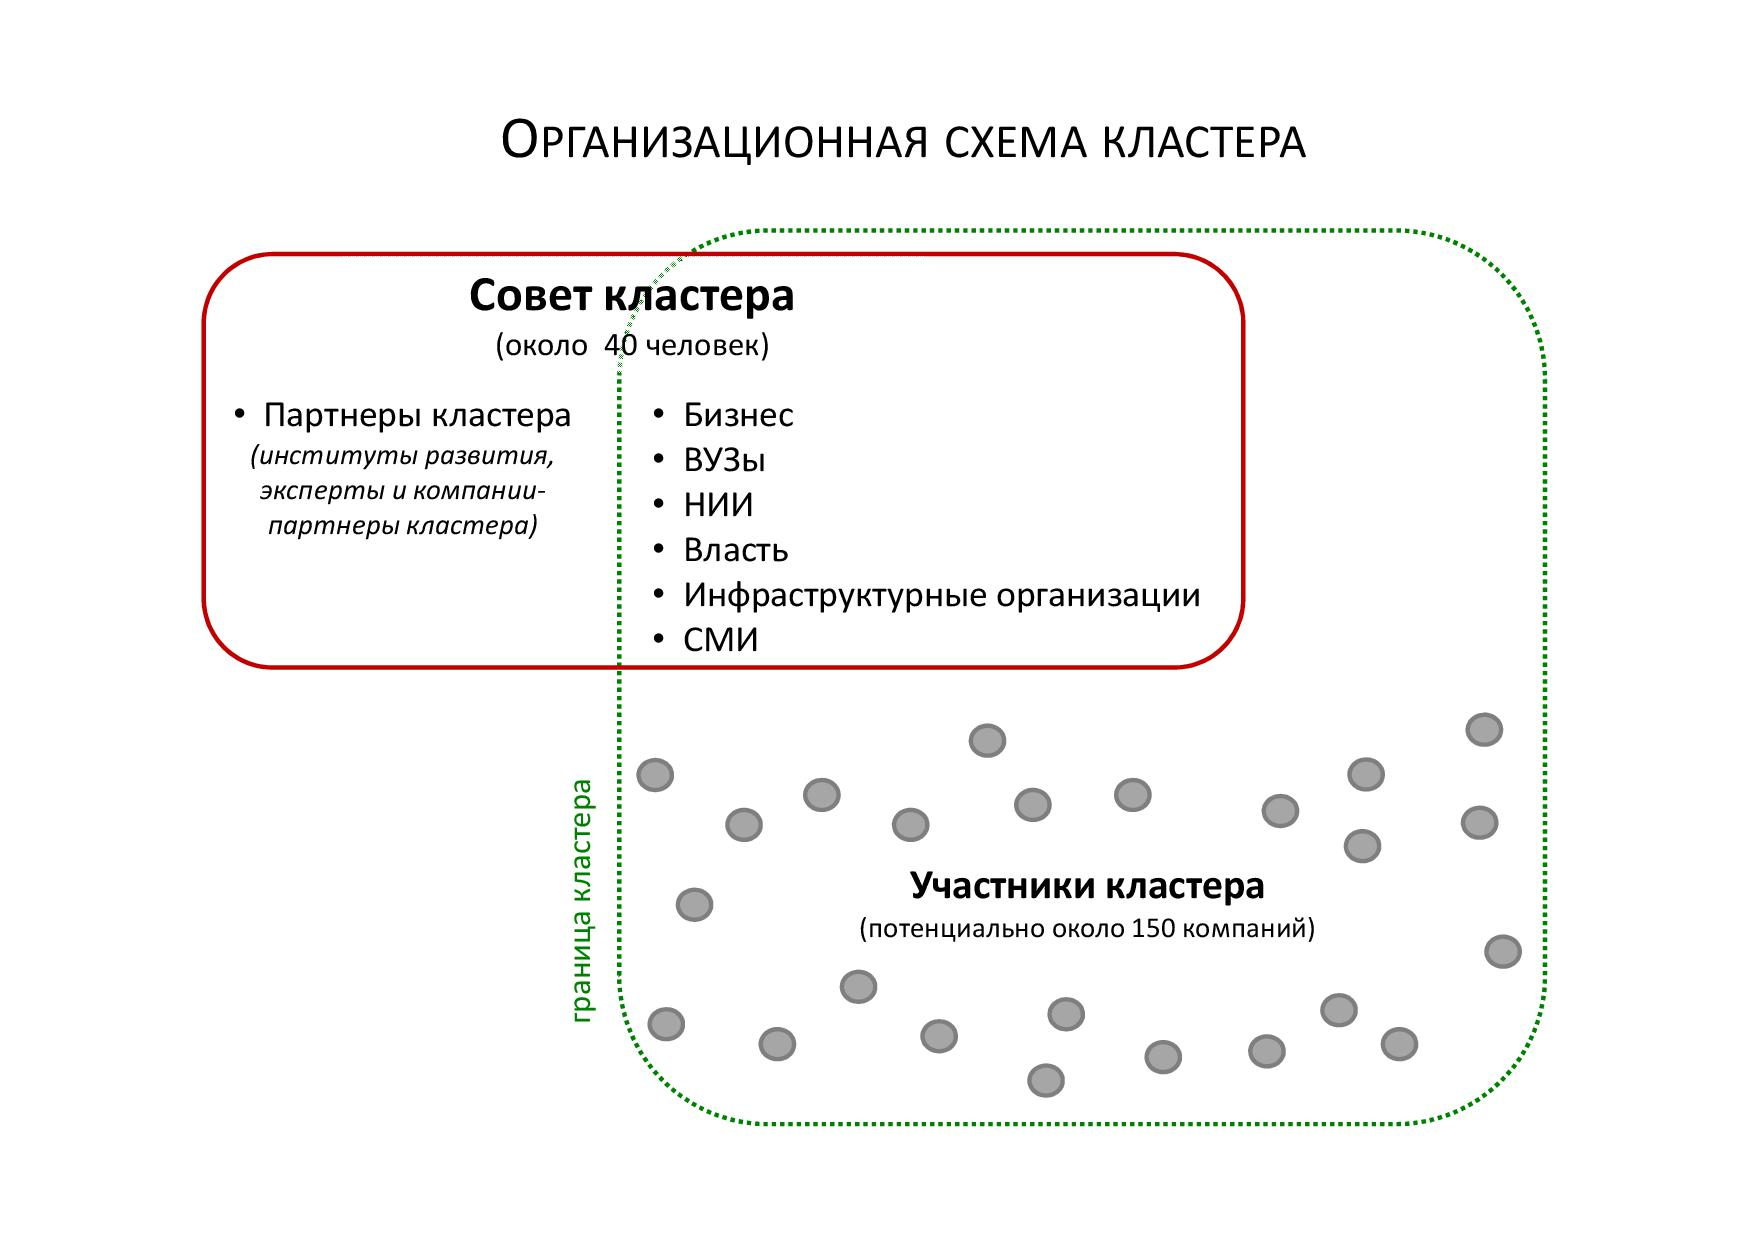 ОРГАНИЗАЦИОННАЯ СХЕМА КЛАСТЕРА
Совет кластера
(около 40 человек)
• Партнеры кластера
(институты развития,
эксперты и компании-
партнеры кластера)
• Бизнес
• ВУЗы
• НИИ
• Власть
• Инфраструктурные организации
• СМИ
граница кластера
Участники кластера
(потенциально около 150 компаний)